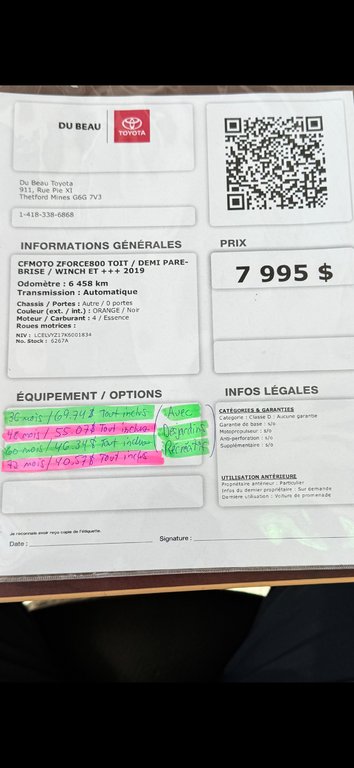 DU BEAU TOYOTA
Du Beau Toyota
911, Rue Pie XI
Thetford Mines G6G 7V3
1-418-338-6868
INFORMATIONS GÉNÉRALES
CFMOTO ZFORCE800 TOIT / DEMI PARE-
BRISE / WINCH ET +++ 2019
Odomètre : 6 458 km
Transmission : Automatique
Chassis / Portes : Autre / 0 portes
Couleur (ext. / int.) : ORANGE / Noir
Moteur / Carburant : 4 / Essence
Roues motrices :
NIV : LCELVYZ17K6001834
No. Stock : 6267A
PRIX
7 995 $
ÉQUIPEMENT / OPTIONS
36 mois / 69.74$ Tout inclus
48 mois / 55.07$ Tout inclus
60 mois / 46.34$ Tout inclus
72 mois / 40.57$ Tout inclus
Avec
Desjardins
INFOS LÉGALES
CATÉGORIES & GARANTIES
Catégorie : Classe D : Aucune garantie
Garantie de base : s/o
Motopropulseur : s/o
Anti-perforation : s/o
Supplémentaire : s/o
UTILISATION ANTÉRIEURE
Propriétaire antérieur : Particulier
Infos du dernier propriétaire : Sur demande
Dernière utilisation : Voiture de promenade
Je reconnais avoir reçu copie de l'étiquette.
Date : Signature :